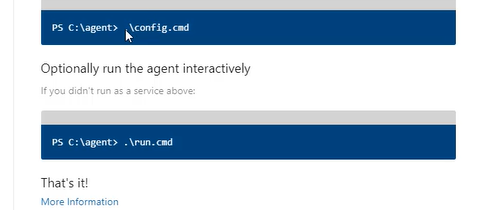 PS C:\agent> .\config.cmd
Optionally run the agent interactively
If you didn't run as a service above:
PS C:\agent> .\run.cmd
That's it!
More Information